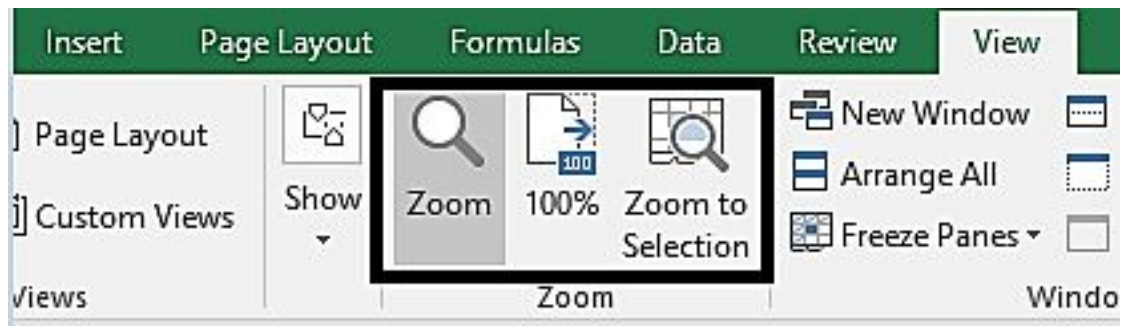 Insert Page Layout Formulas Data Review View
Page Layout
Custom Views
Views
Show
Zoom
100
100%
Zoom to
Selection
Zoom
New Window
Arrange All
Freeze Panes
Windo